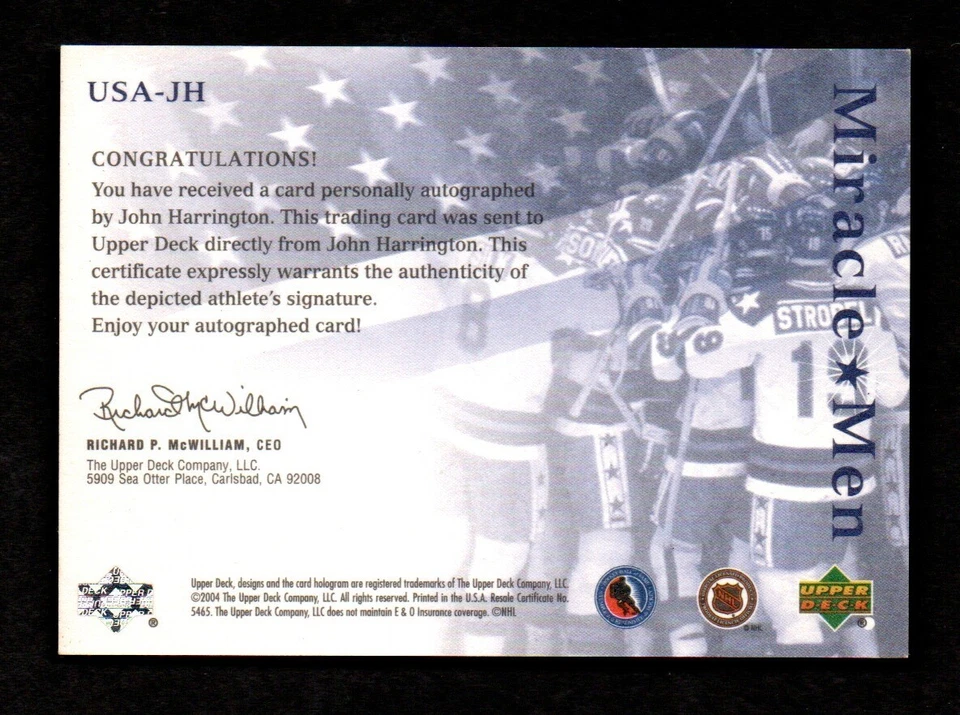 USA-JH
CONGRATULATIONS!
You have received a card personally autographed
by John Harrington. This trading card was sent to
Upper Deck directly from John Harrington. This
certificate expressly warrants the authenticity of
the depicted athlete's signature.
Enjoy your autographed card!
Richard McWilliam
RICHARD P. McWILLIAM, CEO
The Upper Deck Company, LLC.
5909 Sea Otter Place, Carlsbad, CA 92008
Miracle★Men
STROBEL
19
Upper Deck, designs and the card hologram are registered trademarks of The Upper Deck Company, LLC.
©2004 The Upper Deck Company, LLC. All rights reserved. Printed in the U.S.A. Resale Certificate No.
5465. The Upper Deck Company, LLC does not maintain E & O Insurance coverage. ©NHL
NHL
UPPER
DECK
®